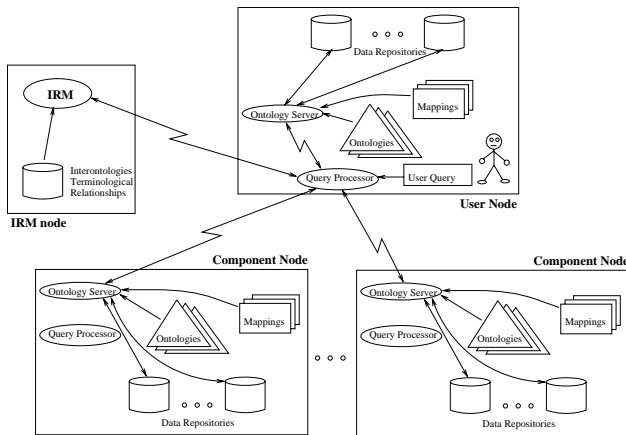 Data Repositories
IRM
Mappings
Ontology Server
Ontologies
Interontologies
Terminological
Relationships
Query Processor
User Query
IRM node
User Node
Component Node
Ontology Server
Mappings
Query Processor
Ontologies
Data Repositories
Component Node
Ontology Server
Mappings
Query Processor
Ontologies
Data Repositories